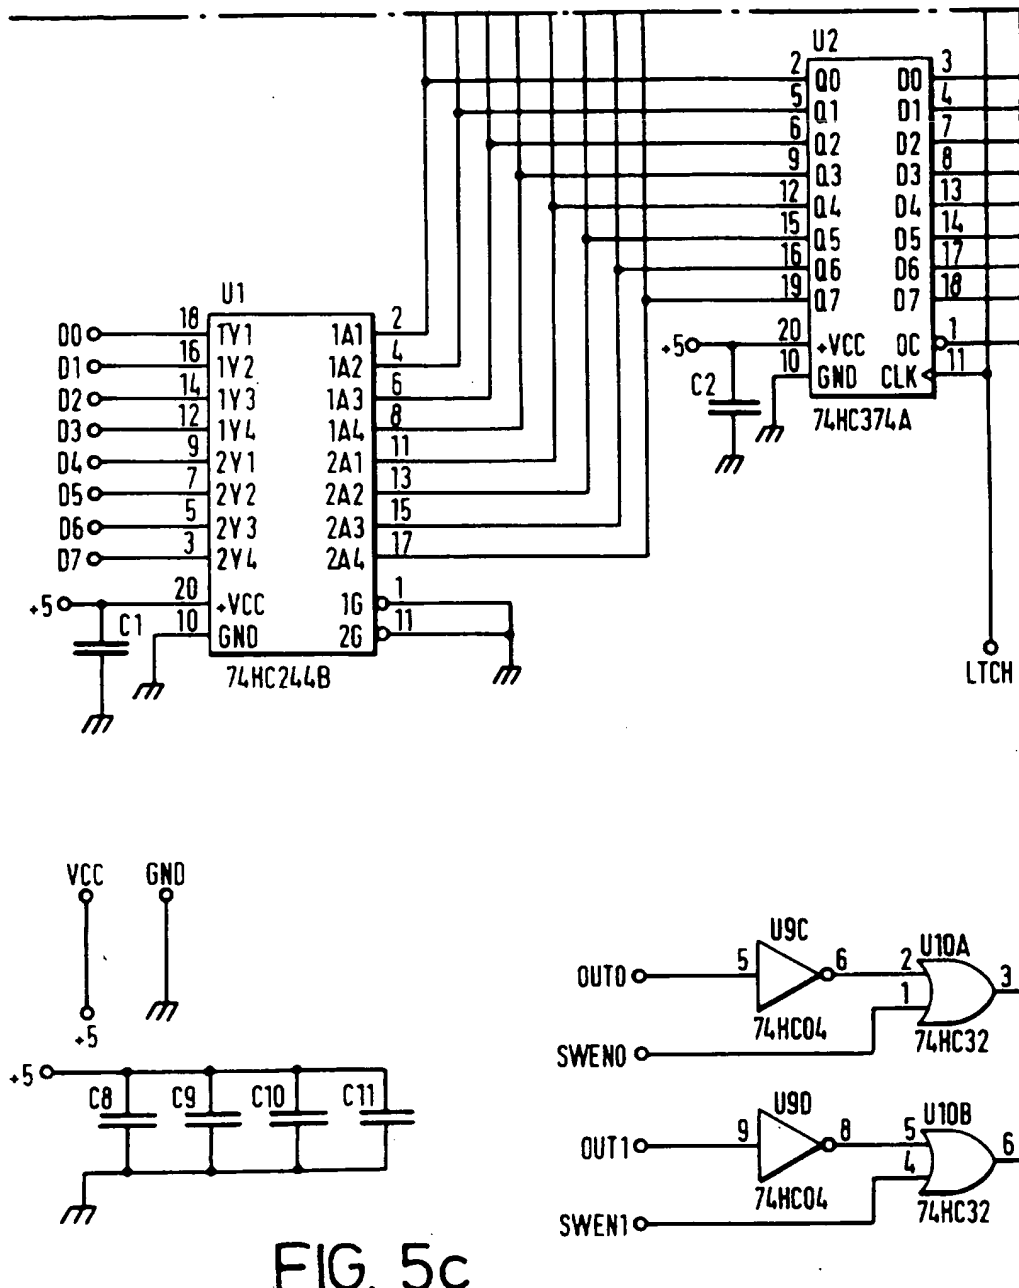 U2
2 Q0 D0 3
5 Q1 D1 4
6 Q2 D2 7
9 Q3 D3 8
12 Q4 D4 13
15 Q5 D5 14
16 Q6 D6 17
19 Q7 D7 18
+5 20 +VCC OC 1
10 GND CLK 11
C2
74HC374A
LTCH
U1
D0 18 1Y1 1A1 2
D1 16 1Y2 1A2 4
D2 14 1Y3 1A3 6
D3 12 1Y4 1A4 8
D4 9 2Y1 2A1 11
D5 7 2Y2 2A2 13
D6 5 2Y3 2A3 15
D7 3 2Y4 2A4 17
+5 20 +VCC 1G 1
C1 10 GND 2G 11
74HC244B
VCC GND
+5
+5
C8 C9 C10 C11
U9C U10A
OUT0 5 6 2 3
1
74HC04 74HC32
SWEN0
U9D U10B
OUT1 9 8 5 6
4
74HC04 74HC32
SWEN1
FIG. 5c